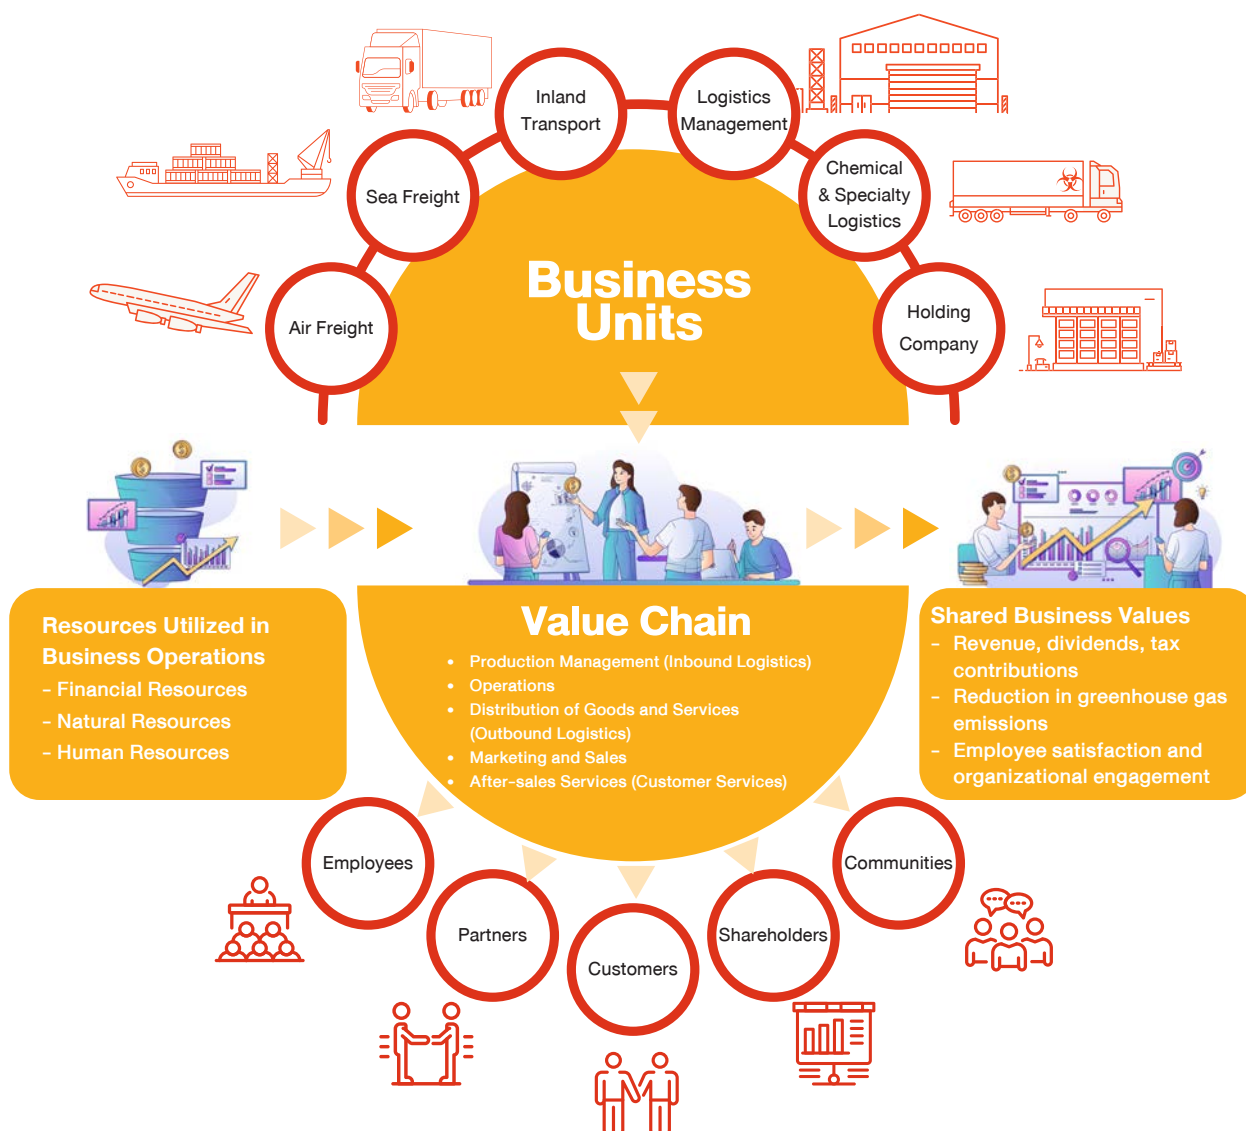 Inland
Transport
Logistics
Management
Sea Freight
Chemical
& Specialty
Logistics
Air Freight
Holding
Company
Business
Units
Resources Utilized in
Business Operations
- Financial Resources
- Natural Resources
- Human Resources
Value Chain
• Production Management (Inbound Logistics)
• Operations
• Distribution of Goods and Services
(Outbound Logistics)
• Marketing and Sales
• After-sales Services (Customer Services)
Shared Business Values
- Revenue, dividends, tax
contributions
- Reduction in greenhouse gas
emissions
- Employee satisfaction and
organizational engagement
Employees
Partners
Customers
Shareholders
Communities